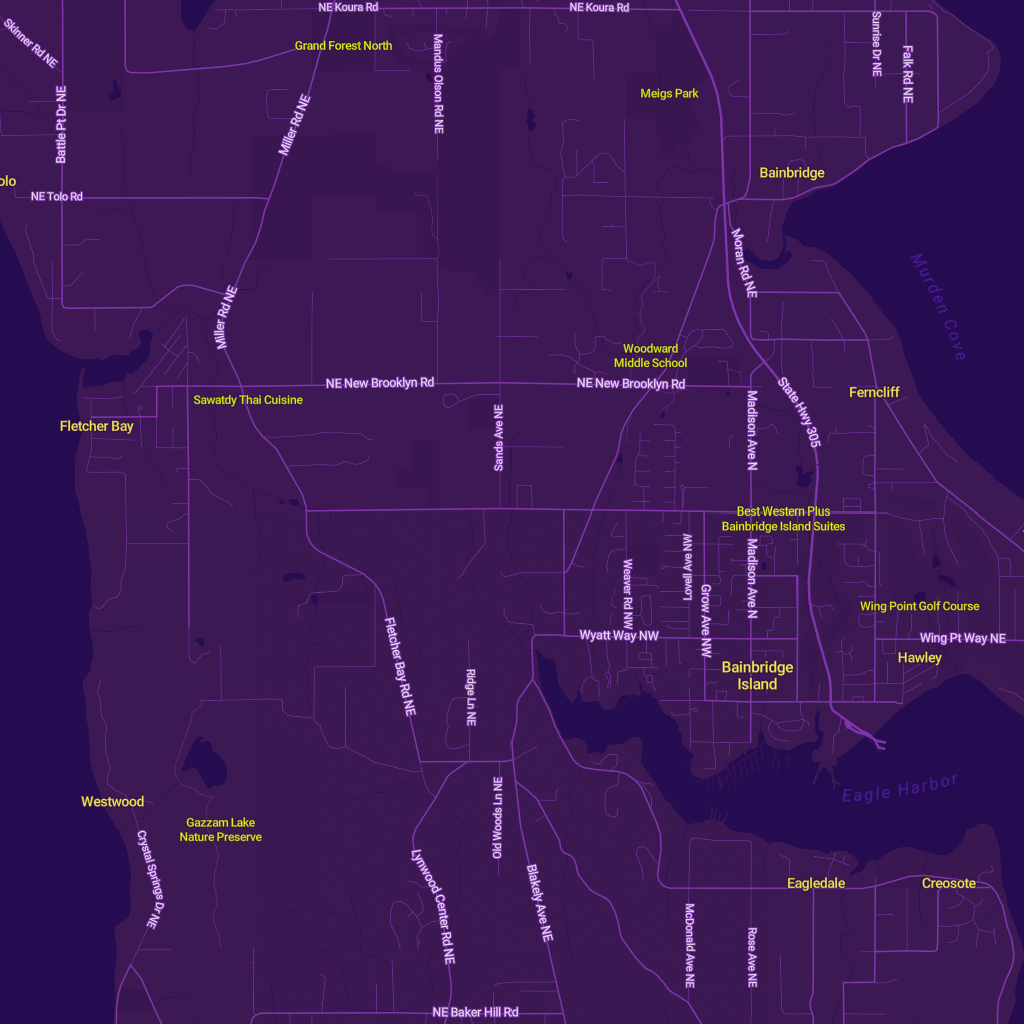 NE Koura Rd
NE Koura Rd
Skinner Rd NE
Grand Forest North
Mandus Olson Rd NE
Sunrise Dr NE
Falk Rd NE
Battle Pt Dr NE
Miller Rd NE
Meigs Park
Bainbridge
olo
NE Tolo Rd
Moran Rd NE
Murden Cove
Miller Rd NE
Woodward
Middle School
NE New Brooklyn Rd
NE New Brooklyn Rd
Sawatdy Thai Cuisine
State Hwy 305
Ferncliff
Fletcher Bay
Sands Ave NE
Madison Ave N
Best Western Plus
Bainbridge Island Suites
Lovell Ave NW
Madison Ave N
Weaver Rd NW
Grow Ave NW
Wing Point Golf Course
Fletcher Bay Rd NE
Wyatt Way NW
Wing Pt Way NE
Hawley
Ridge Ln NE
Bainbridge
Island
Eagle Harbor
Westwood
Old Woods Ln NE
Gazzam Lake
Nature Preserve
Crystal Springs Dr NE
Lynwood Center Rd NE
Blakely Ave NE
Eagledale
Creosote
McDonald Ave NE
Rose Ave NE
NE Baker Hill Rd